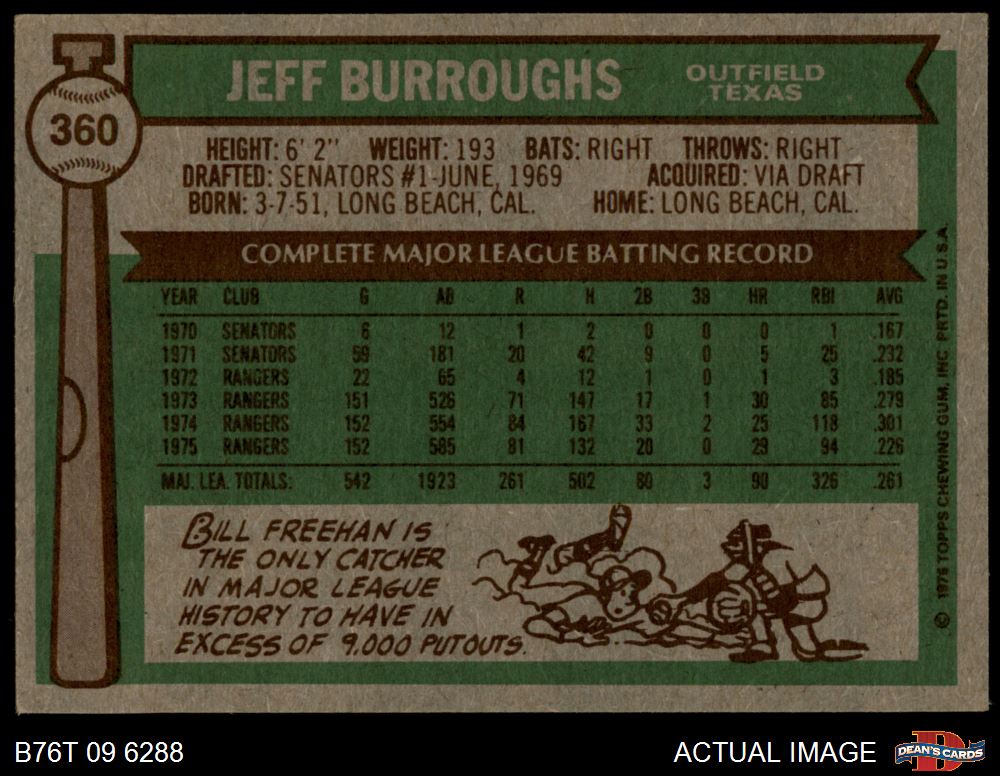 JEFF BURROUGHS
OUTFIELD
TEXAS
360
HEIGHT: 6' 2" WEIGHT: 193 BATS: RIGHT THROWS: RIGHT
DRAFTED: SENATORS #1-JUNE, 1969 ACQUIRED: VIA DRAFT
BORN: 3-7-51, LONG BEACH, CAL. HOME: LONG BEACH, CAL.
COMPLETE MAJOR LEAGUE BATTING RECORD
YEAR CLUB G AB R H 2B 3B HR RBI AVG
1970 SENATORS 6 12 1 2 0 0 0 1 .167
1971 SENATORS 59 181 20 42 9 0 5 25 .232
1972 RANGERS 22 65 4 12 1 0 1 3 .185
1973 RANGERS 151 526 71 147 17 1 30 85 .279
1974 RANGERS 152 554 84 167 33 2 25 118 .301
1975 RANGERS 152 585 81 132 20 0 29 94 .226
MAJ. LEA. TOTALS: 542 1923 261 502 80 3 90 326 .261
BILL FREEHAN IS
THE ONLY CATCHER
IN MAJOR LEAGUE
HISTORY TO HAVE IN
EXCESS OF 9,000 PUTOUTS.
© 1976 TOPPS CHEWING GUM, INC. PRTD. IN U.S.A.
B76T 09 6288
ACTUAL IMAGE
DEAN'S CARDS